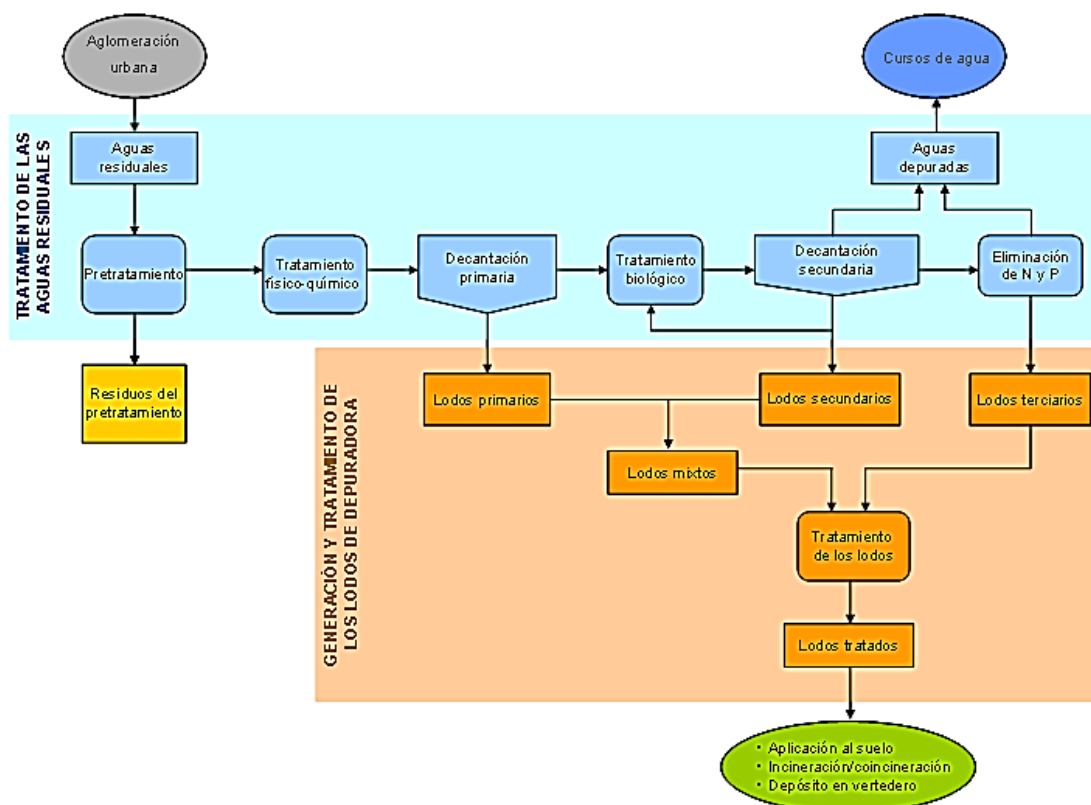 Aglomeración
urbana
Cursos de agua
TRATAMIENTO DE LAS
AGUAS RESIDUALES
Aguas
residuales
Aguas
depuradas
Pretratamiento
Tratamiento
físico-químico
Decantación
primaria
Tratamiento
biológico
Decantación
secundaria
Eliminación
de N y P
Residuos del
pretratamiento
GENERACIÓN Y TRATAMIENTO DE
LOS LODOS DE DEPURADORA
Lodos primarios
Lodos secundarios
Lodos terciarios
Lodos mixtos
Tratamiento
de los lodos
Lodos tratados
• Aplicación al suelo
• Incineración/coincineración
• Depósito en vertedero